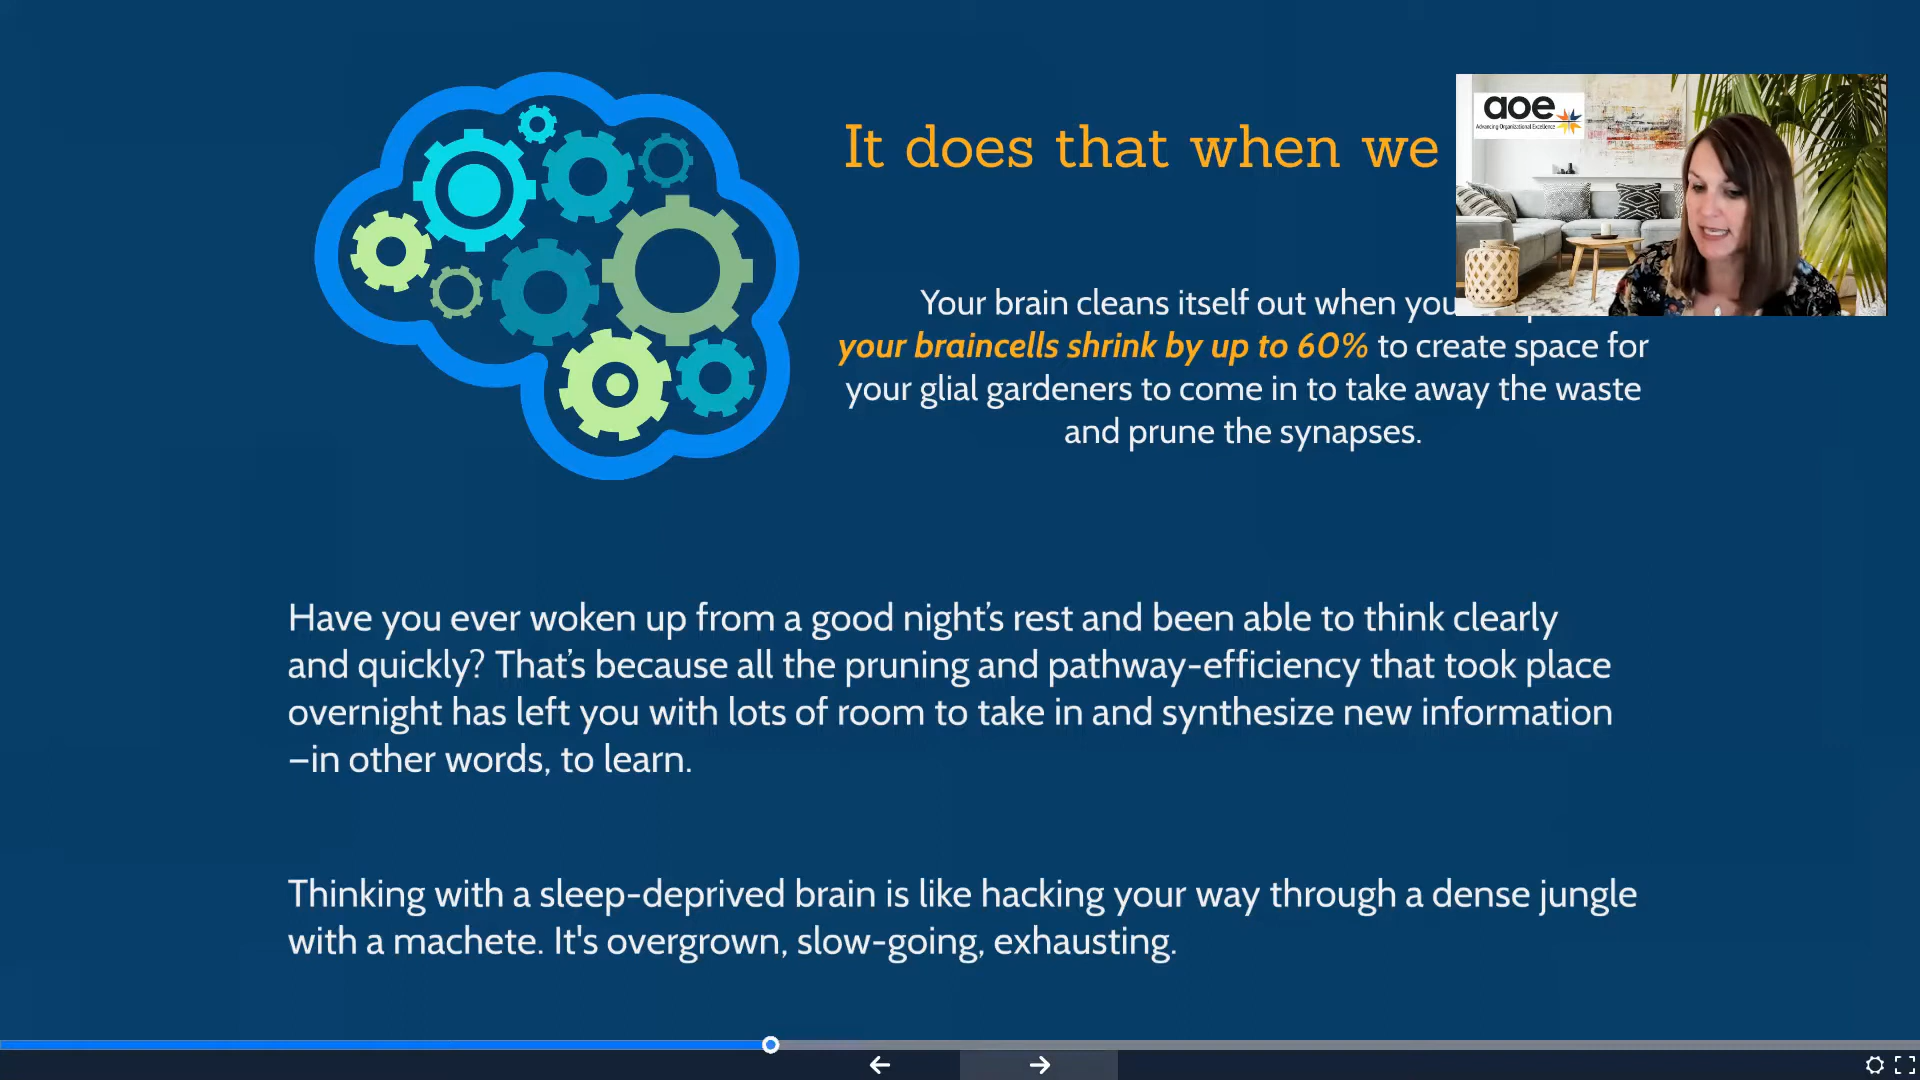 It does that when we
aoe
Advancing Organizational Excellence
Your brain cleans itself out when you
your braincells shrink by up to 60% to create space for
your glial gardeners to come in to take away the waste
and prune the synapses.
Have you ever woken up from a good night’s rest and been able to think clearly
and quickly? That’s because all the pruning and pathway-efficiency that took place
overnight has left you with lots of room to take in and synthesize new information
–in other words, to learn.
Thinking with a sleep-deprived brain is like hacking your way through a dense jungle
with a machete. It's overgrown, slow-going, exhausting.